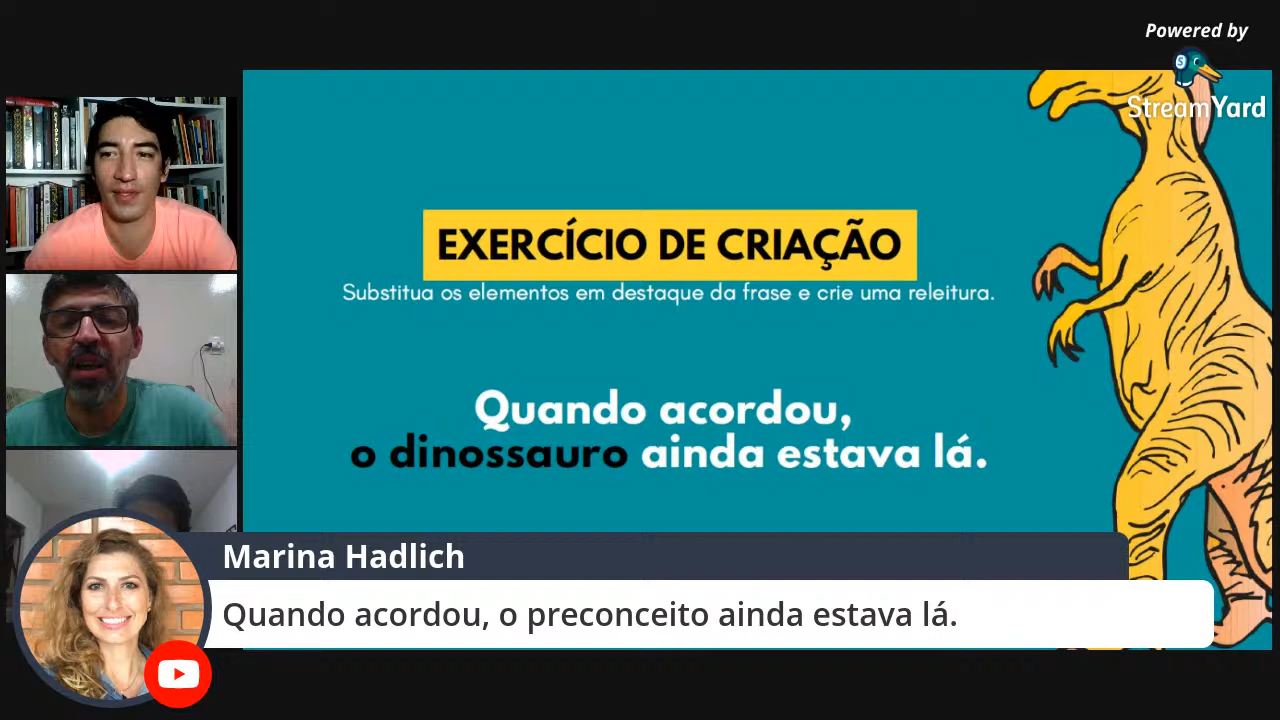 Powered by
StreamYard
EXERCÍCIO DE CRIAÇÃO
Substitua os elementos em destaque da frase e crie uma releitura.
Quando acordou,
o dinossauro ainda estava lá.
Marina Hadlich
Quando acordou, o preconceito ainda estava lá.